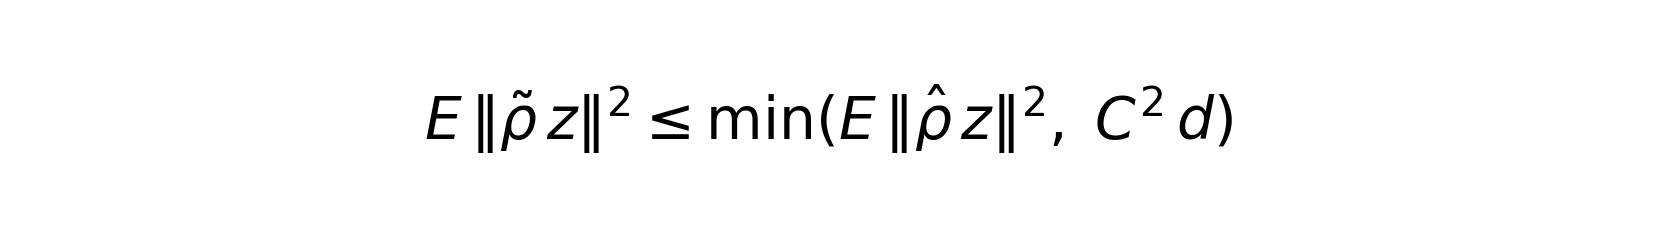 E ‖ρ̃ z‖² ≤ min(E ‖ρ̂ z‖², C² d)